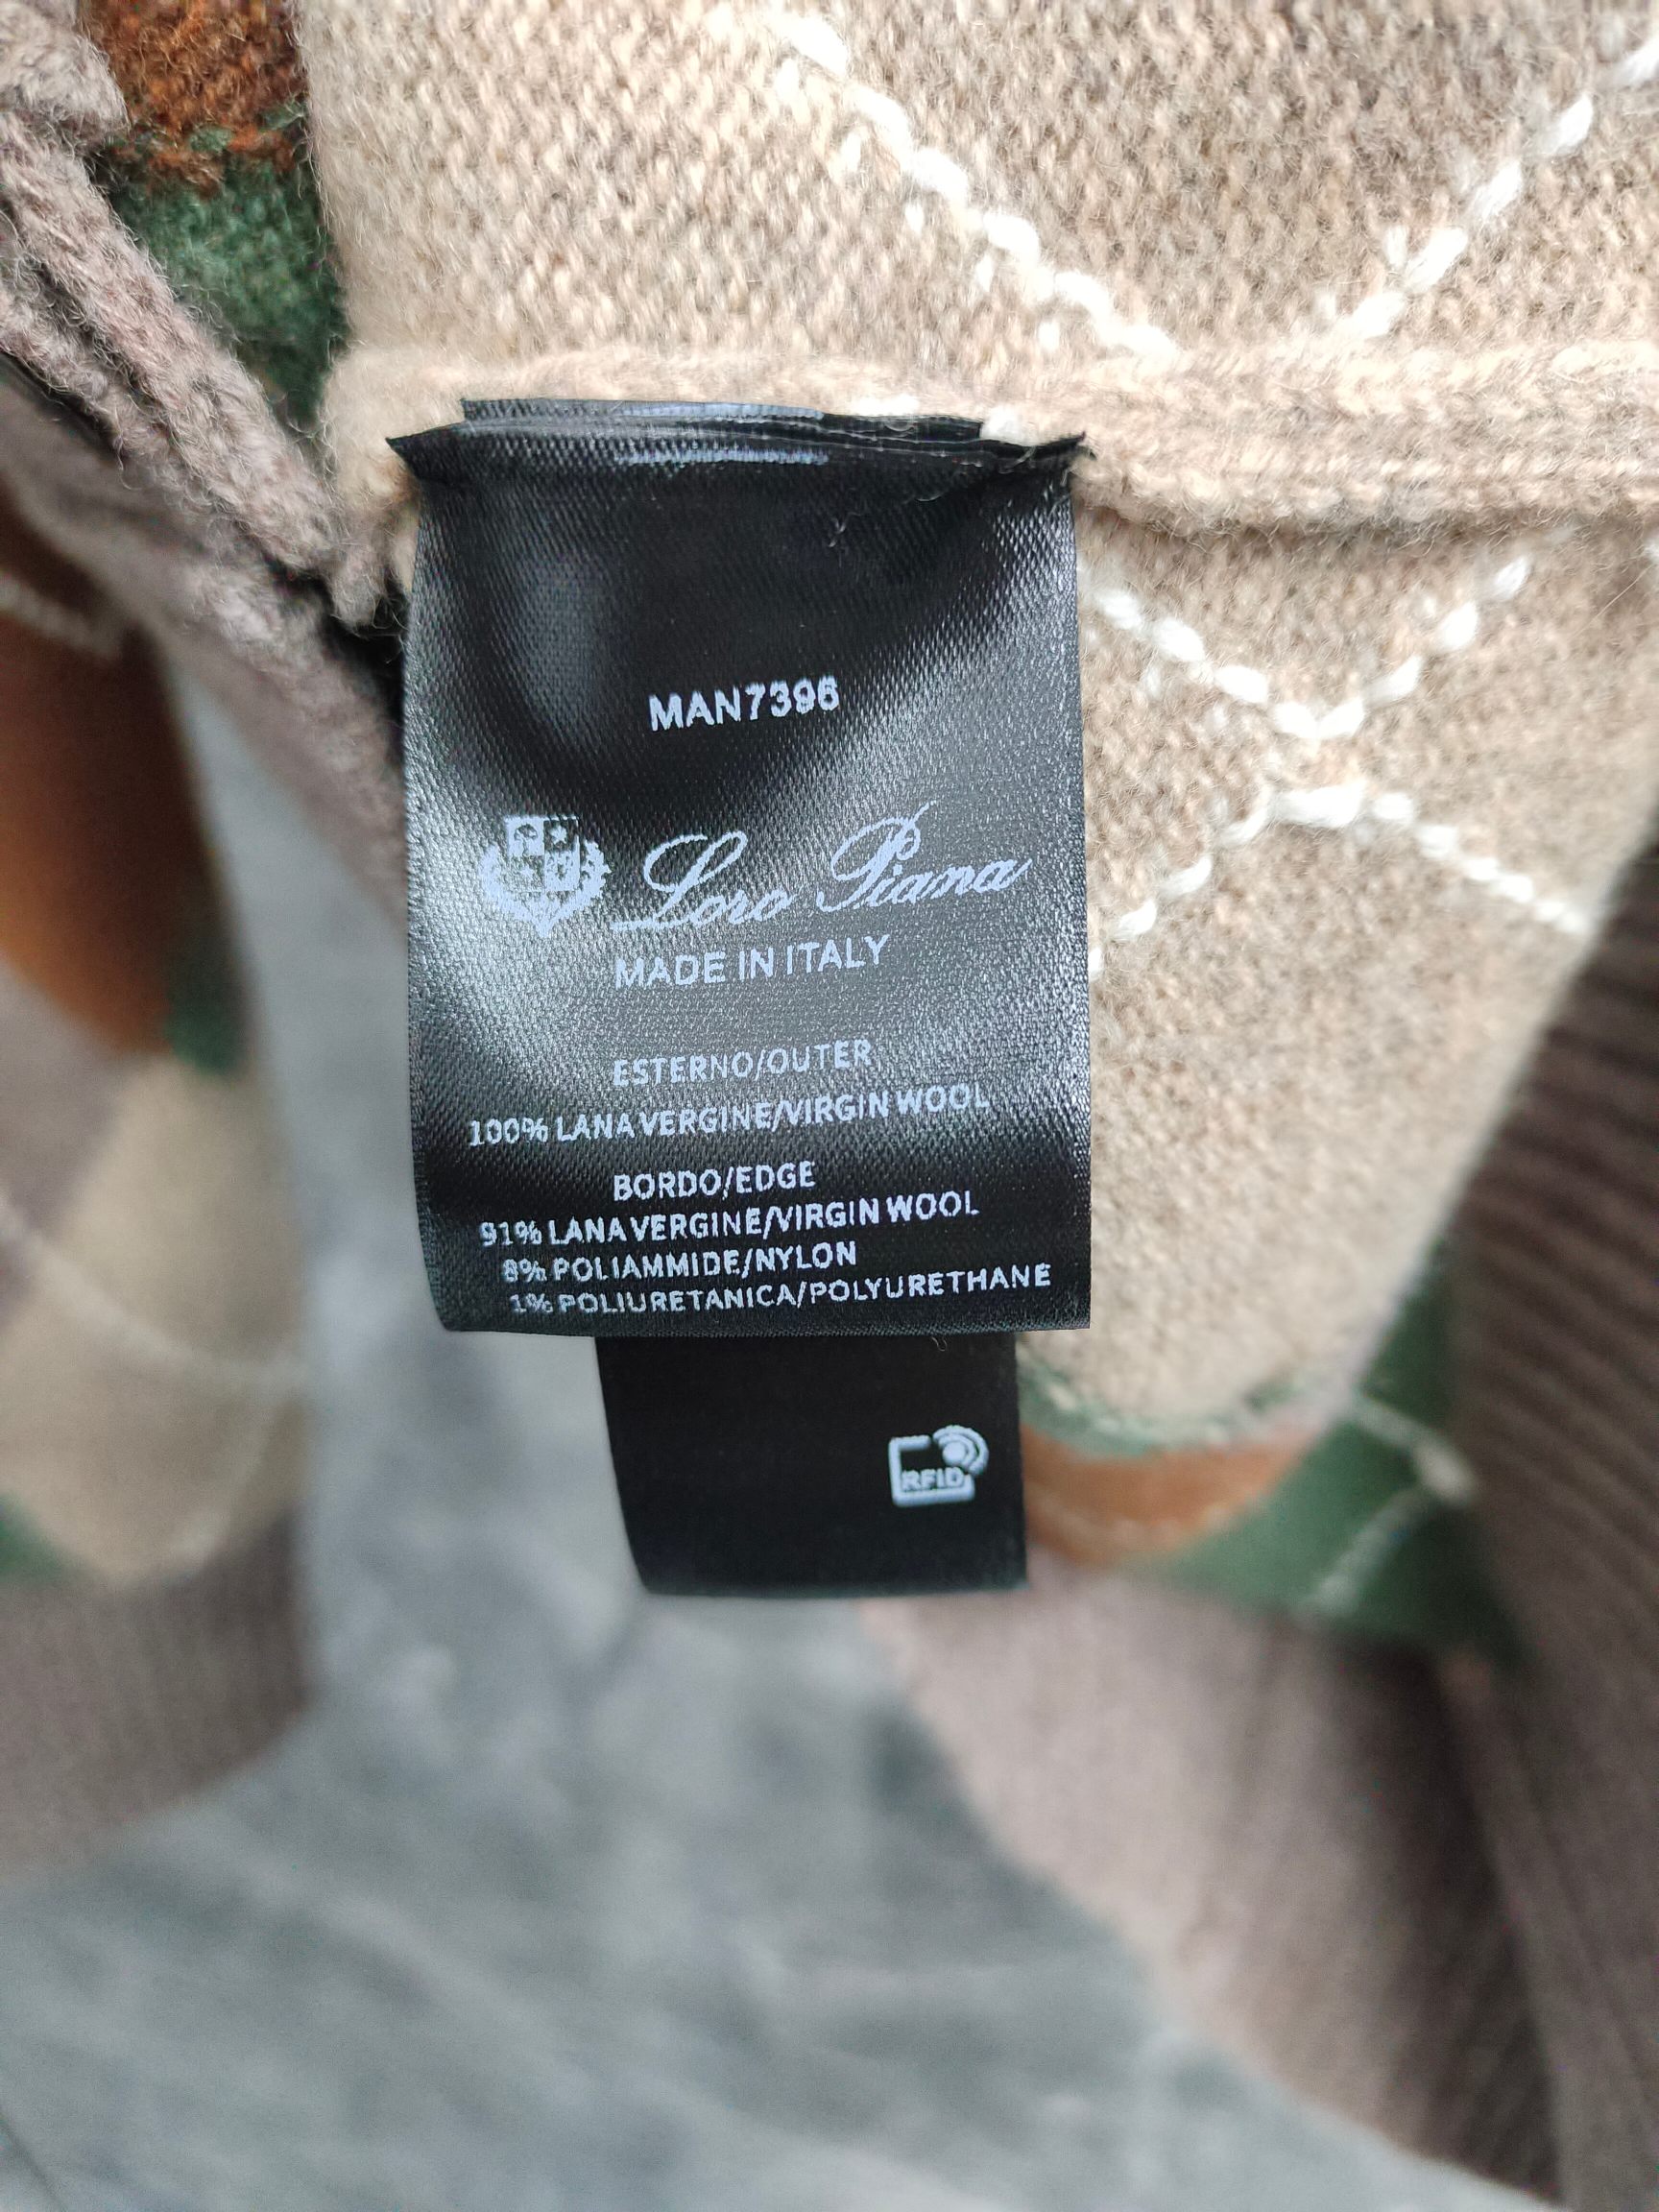 MAN7396
Loro Piana
MADE IN ITALY
ESTERNO/OUTER
100% LANA VERGINE/VIRGIN WOOL
BORDO/EDGE
91% LANA VERGINE/VIRGIN WOOL
8% POLIAMMIDE/NYLON
1% POLIURETANICA/POLYURETHANE
RFID